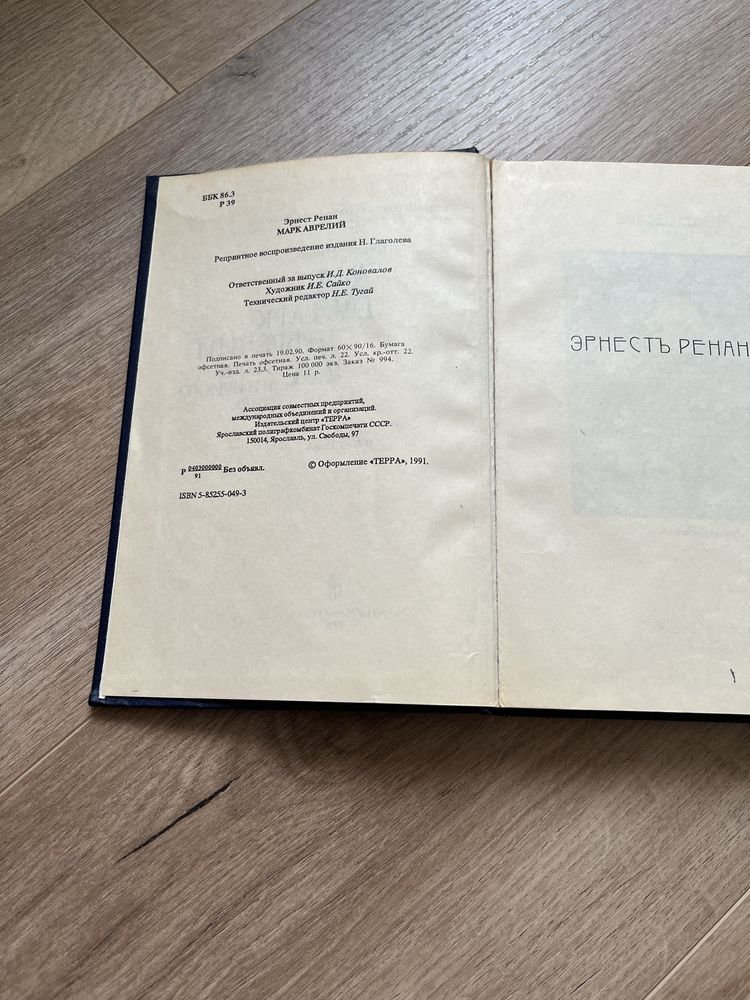 ББК 86.3
Р 39
Эрнест Ренан
МАРК АВРЕЛИЙ
Репринтное воспроизведение издания Н. Глаголева
Ответственный за выпуск И.Д. Коновалов
Художник И.Е. Сайко
Технический редактор Н.Е. Тугай
Подписано в печать 19.02.90. Формат 60×90/16. Бумага
офсетная. Печать офсетная. Усл. печ. л. 22. Усл. кр.-отт. 22.
Уч.-изд. л. 23,3. Тираж 100 000 экз. Заказ № 994.
Цена 11 р.
Ассоциация совместных предприятий,
международных объединений и организаций.
Издательский центр «ТЕРРА».
Ярославский полиграфкомбинат Госкомпечати СССР.
150014, Ярославль, ул. Свободы, 97
Р 0403000000/91 Без объявл.
© Оформление «ТЕРРА», 1991.
ISBN 5-85255-049-3
ЭРНЕСТЪ РЕНАН